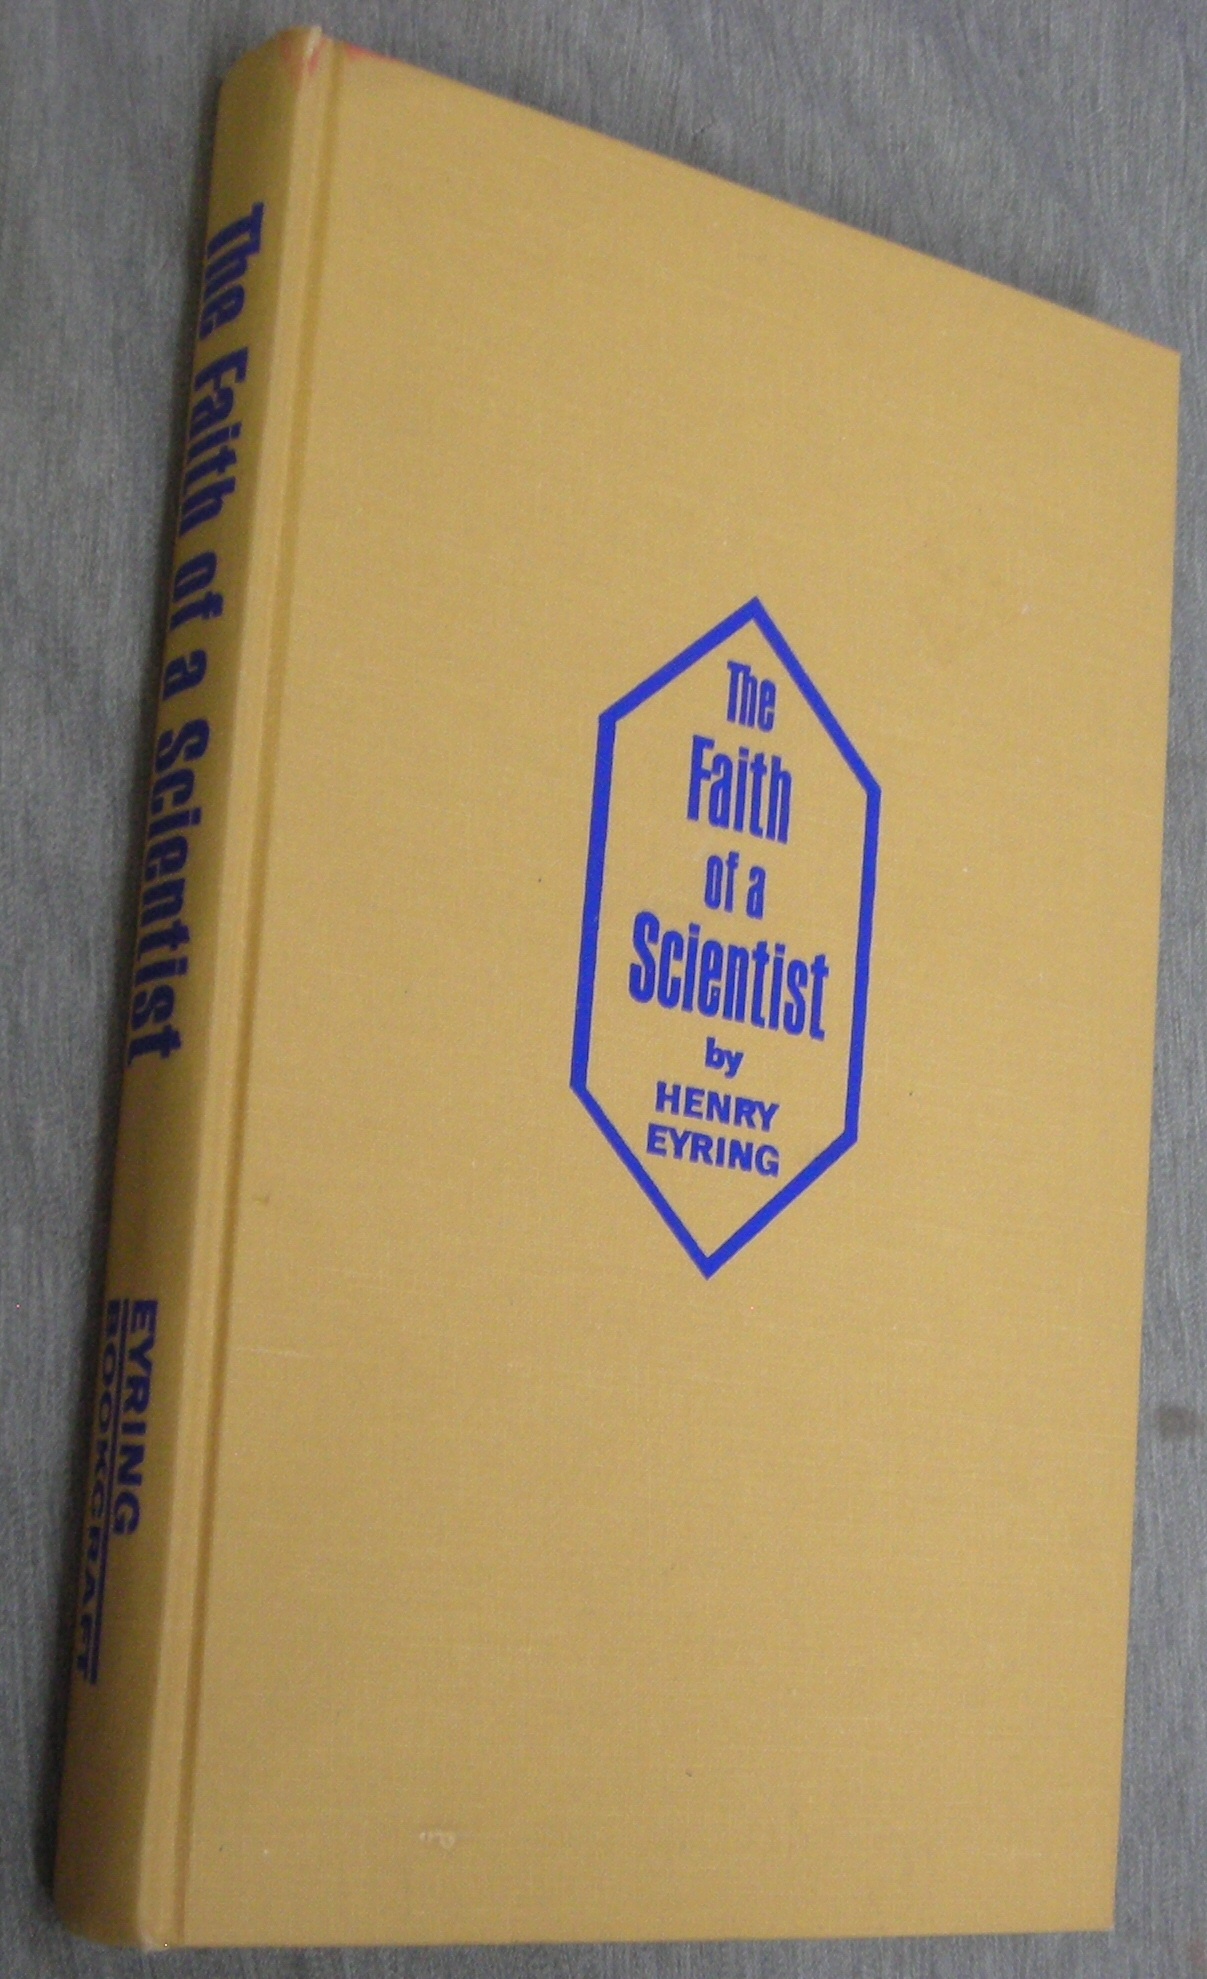 The Faith of a Scientist
EYRING
BOOKCRAFT
The
Faith
of a
Scientist
by
HENRY
EYRING